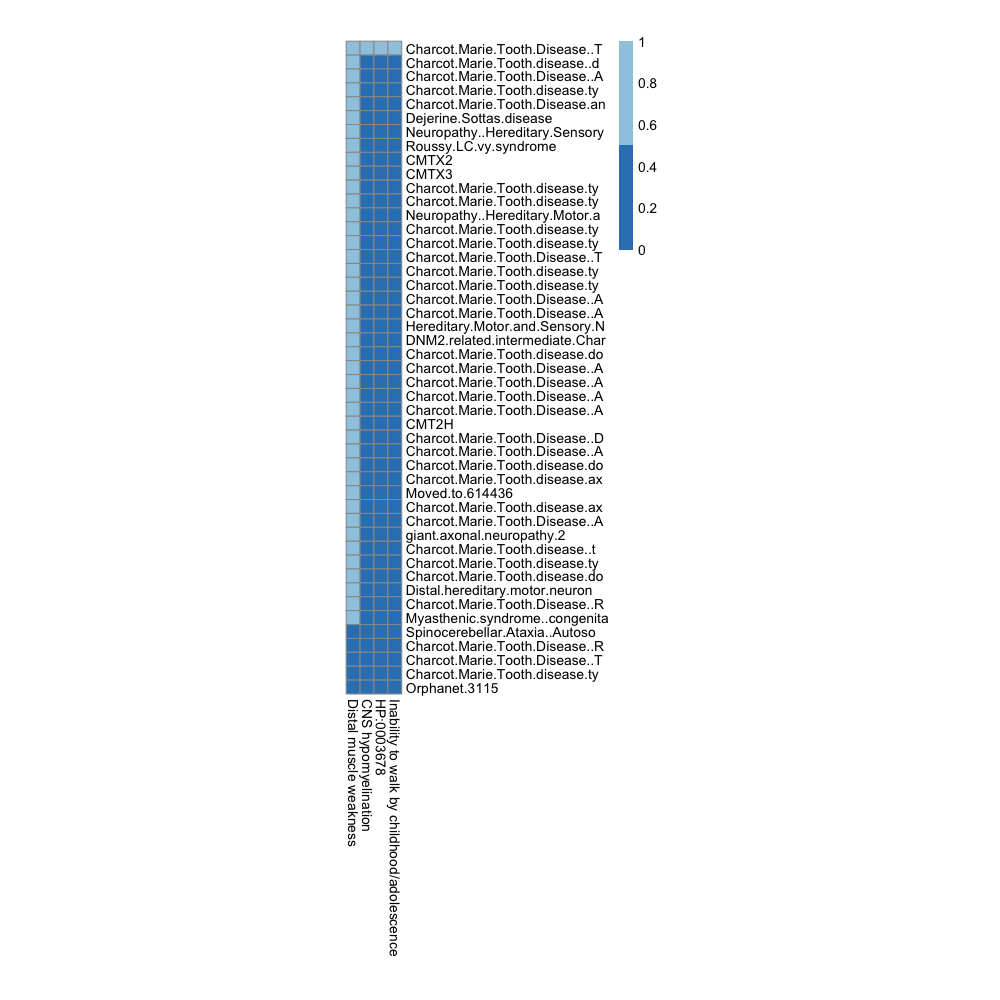 Charcot.Marie.Tooth.Disease..T
Charcot.Marie.Tooth.disease..d
Charcot.Marie.Tooth.Disease..A
Charcot.Marie.Tooth.disease.ty
Charcot.Marie.Tooth.Disease.an
Dejerine.Sottas.disease
Neuropathy..Hereditary.Sensory
Roussy.LC.vy.syndrome
CMTX2
CMTX3
Charcot.Marie.Tooth.disease.ty
Charcot.Marie.Tooth.disease.ty
Neuropathy..Hereditary.Motor.a
Charcot.Marie.Tooth.disease.ty
Charcot.Marie.Tooth.disease.ty
Charcot.Marie.Tooth.Disease..T
Charcot.Marie.Tooth.disease.ty
Charcot.Marie.Tooth.disease.ty
Charcot.Marie.Tooth.Disease..A
Charcot.Marie.Tooth.Disease..A
Hereditary.Motor.and.Sensory.N
DNM2.related.intermediate.Char
Charcot.Marie.Tooth.disease.do
Charcot.Marie.Tooth.Disease..A
Charcot.Marie.Tooth.Disease..A
Charcot.Marie.Tooth.Disease..A
Charcot.Marie.Tooth.Disease..A
CMT2H
Charcot.Marie.Tooth.Disease..D
Charcot.Marie.Tooth.Disease..A
Charcot.Marie.Tooth.disease.do
Charcot.Marie.Tooth.disease.ax
Moved.to.614436
Charcot.Marie.Tooth.disease.ax
Charcot.Marie.Tooth.Disease..A
giant.axonal.neuropathy.2
Charcot.Marie.Tooth.disease..t
Charcot.Marie.Tooth.disease.ty
Charcot.Marie.Tooth.disease.do
Distal.hereditary.motor.neuron
Charcot.Marie.Tooth.Disease..R
Myasthenic.syndrome..congenita
Spinocerebellar.Ataxia..Autoso
Charcot.Marie.Tooth.Disease..R
Charcot.Marie.Tooth.Disease..T
Charcot.Marie.Tooth.disease.ty
Orphanet.3115
1
0.8
0.6
0.4
0.2
0
Distal muscle weakness
CNS hypomyelination
HP:0003678
Inability to walk by childhood/adolescence